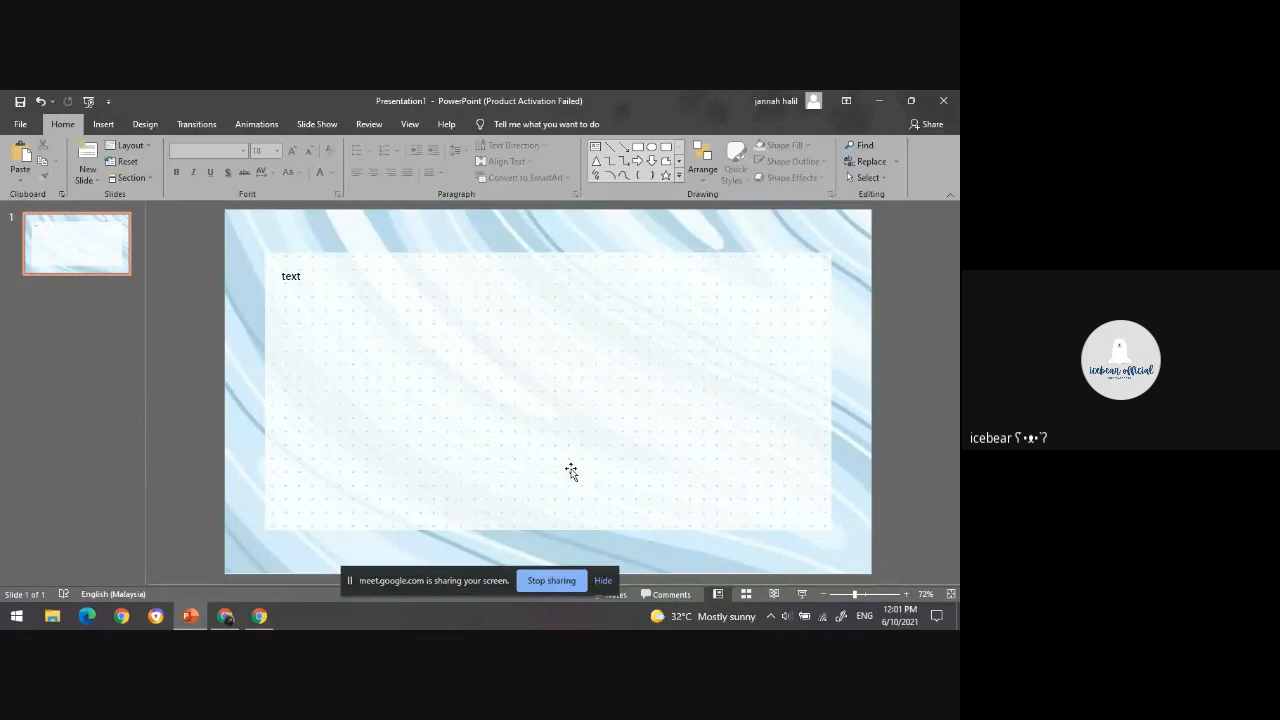 Presentation1 - PowerPoint (Product Activation Failed)
jannah halil
File Home Insert Design Transitions Animations Slide Show Review View Help Tell me what you want to do Share
Paste
New
Slide
Layout
Reset
Section
18
B I U S abc AV Aa A
Text Direction
Align Text
Convert to SmartArt
Arrange
Quick
Styles
Shape Fill
Shape Outline
Shape Effects
Find
Replace
Select
Clipboard Slides Font Paragraph Drawing Editing
1
text
icebear official
icebear ʕ·ᴥ·ʔ
meet.google.com is sharing your screen. Stop sharing Hide
Slide 1 of 1 English (Malaysia) Notes Comments 72%
32°C Mostly sunny ENG
12:01 PM
6/10/2021